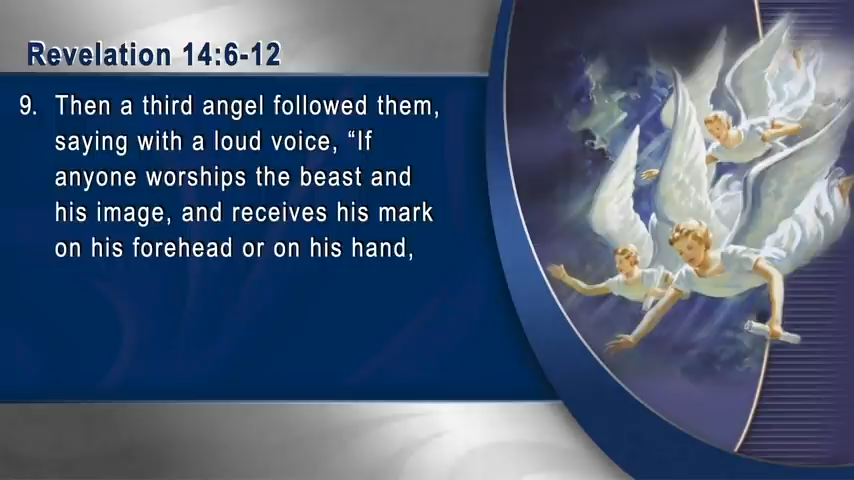 Revelation 14:6-12
9. Then a third angel followed them,
saying with a loud voice, “If
anyone worships the beast and
his image, and receives his mark
on his forehead or on his hand,